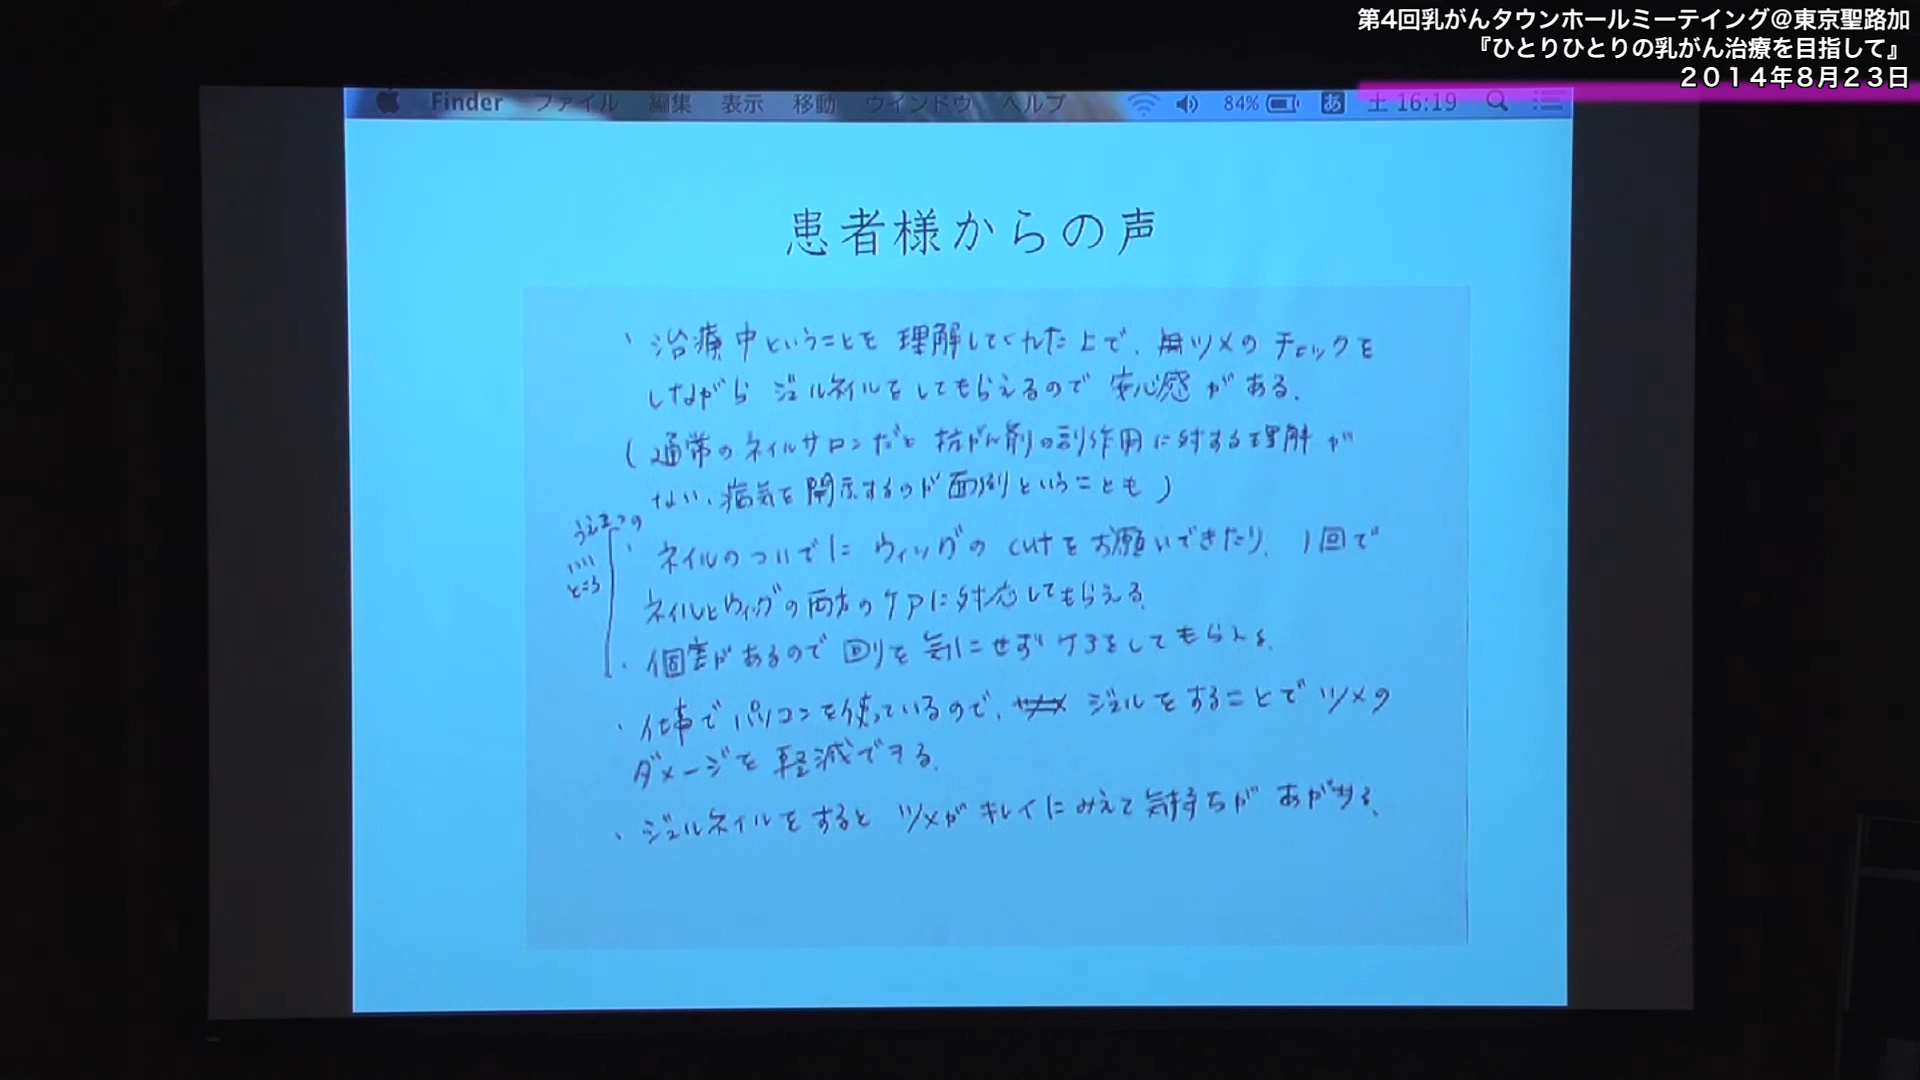 第4回乳がんタウンホールミーテイング@東京聖路加
『ひとりひとりの乳がん治療を目指して』
2014年8月23日
Finder ファイル 編集 表示 移動 ウインドウ ヘルプ 84% あ 土 16:19
患者様からの声
・治療中ということを理解してくれた上で、ツメのチェックを
しながらジェルネイルをしてもらえるので安心感がある。
(通常のネイルサロンだと抗がん剤の副作用に対する理解が
ない、病気を開示するのが面倒ということも)
いい
ところ
・ネイルのついでにウィッグのcutをお願いできたり、1回で
ネイルとウィッグの両方のケアに対応してもらえる。
・個室があるので回りを気にせずケアをしてもらえる。
・仕事でパソコンを使っているので、ジェルをすることでツメの
ダメージを軽減できる。
・ジェルネイルをするとツメがキレイにみえて気持ちがあがる。